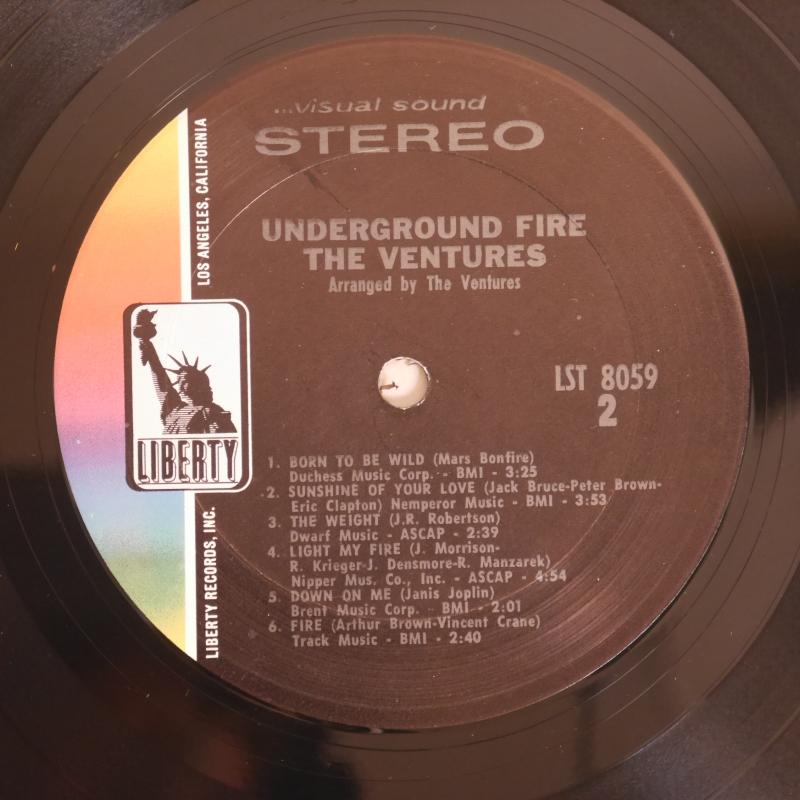 ...visual sound
STEREO
UNDERGROUND FIRE
THE VENTURES
Arranged by The Ventures
LOS ANGELES, CALIFORNIA
LIBERTY
LIBERTY RECORDS, INC.
LST 8059
2
1. BORN TO BE WILD (Mars Bonfire)
Duchess Music Corp. - BMI - 3:25
2. SUNSHINE OF YOUR LOVE (Jack Bruce-Peter Brown-
Eric Clapton) Nemperor Music - BMI - 3:53
3. THE WEIGHT (J.R. Robertson)
Dwarf Music - ASCAP - 2:39
4. LIGHT MY FIRE (J. Morrison-
R. Krieger-J. Densmore-R. Manzarek)
Nipper Mus. Co., Inc. - ASCAP - 4:54
5. DOWN ON ME (Janis Joplin)
Brent Music Corp. - BMI - 2:01
6. FIRE (Arthur Brown-Vincent Crane)
Track Music - BMI - 2:40